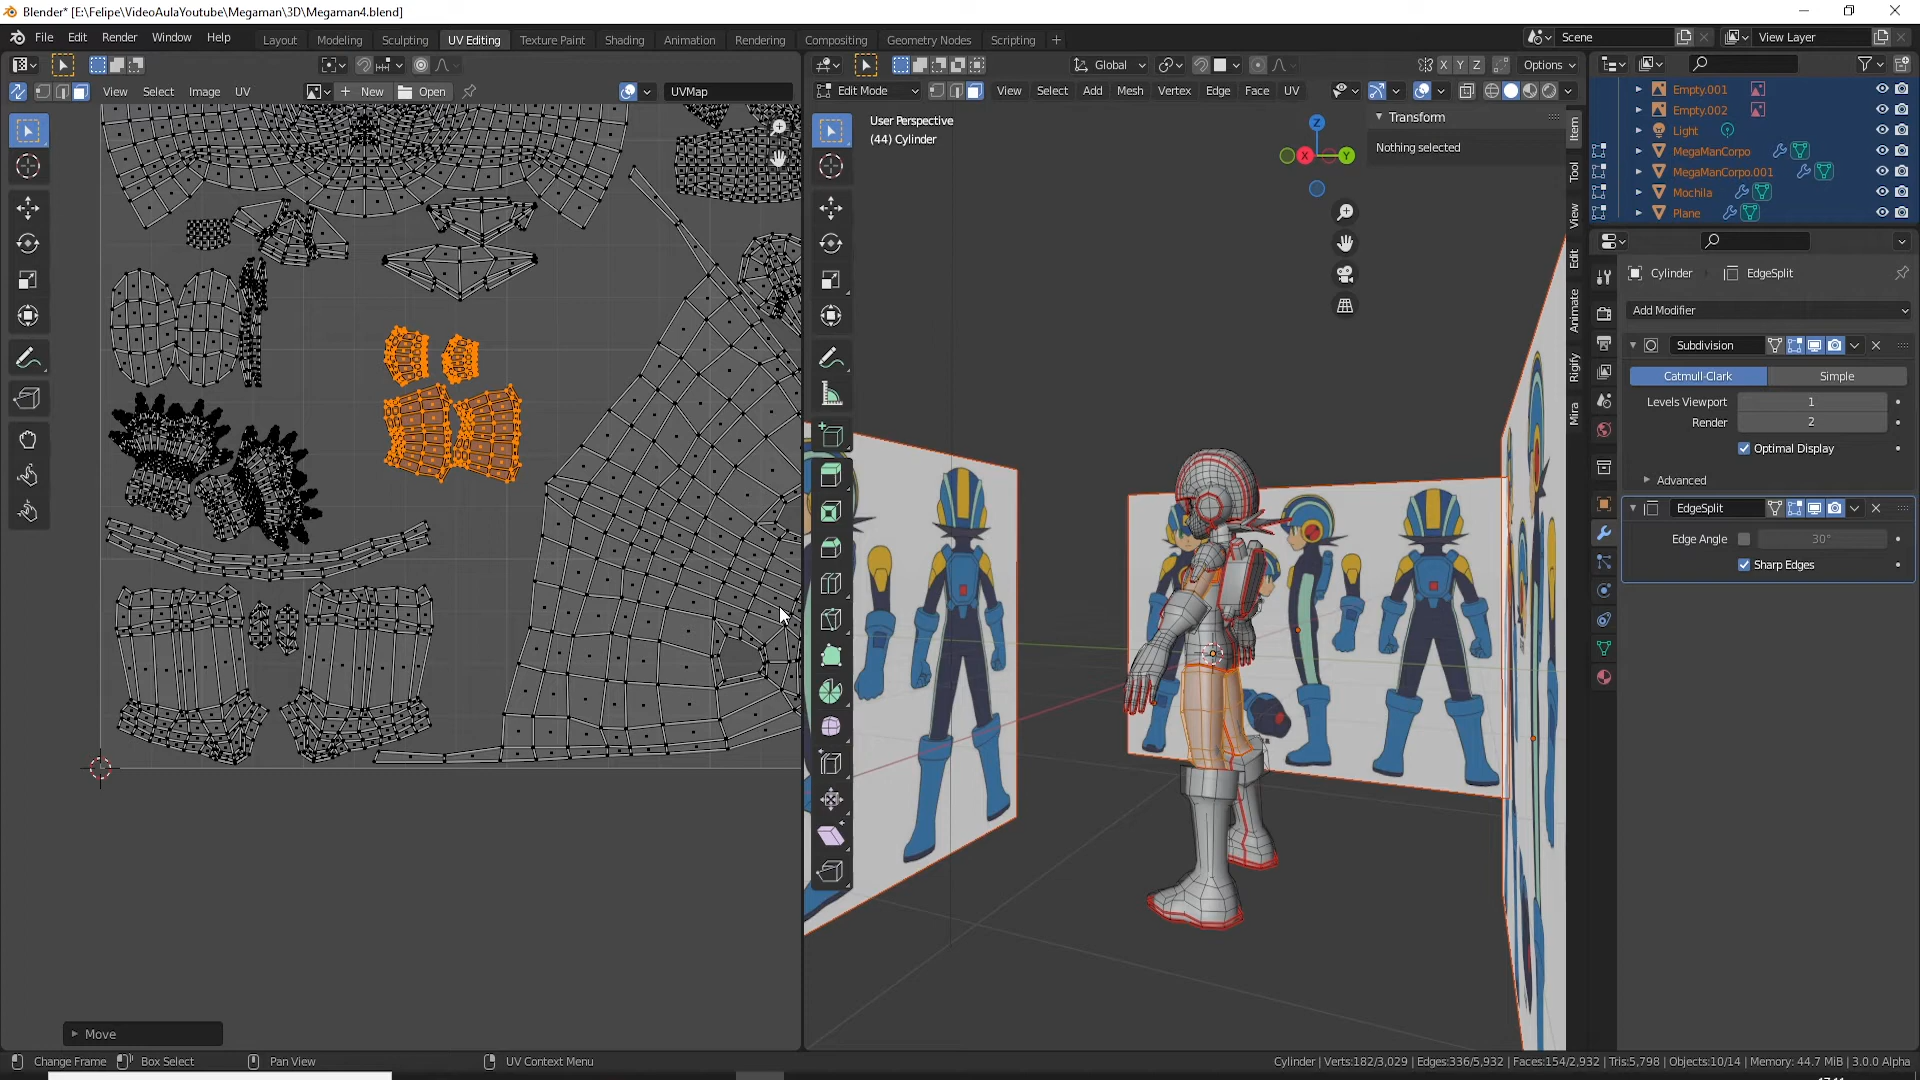 Blender* [E:\Felipe\VideoAulaYoutube\Megaman\3D\Megaman4.blend]
File Edit Render Window Help
Layout Modeling Sculpting UV Editing Texture Paint Shading Animation Rendering Compositing Geometry Nodes Scripting +
Scene
View Layer
Global
X Y Z
Options
View Select Image UV
New
Open
UVMap
Edit Mode
View Select Add Mesh Vertex Edge Face UV
User Perspective
(44) Cylinder
Z
X
Y
Transform
Nothing selected
Item
Tool
View
Edit
Animate
Rigify
Mira
Empty.001
Empty.002
Light
MegaManCorpo
MegaManCorpo.001
Mochila
Plane
Cylinder
EdgeSplit
Add Modifier
Subdivision
Catmull-Clark
Simple
Levels Viewport 1
Render 2
Optimal Display
Advanced
EdgeSplit
Edge Angle 30°
Sharp Edges
Move
Change Frame
Box Select
Pan View
UV Context Menu
Cylinder | Verts:182/3,029 | Edges:336/5,932 | Faces:154/2,932 | Tris:5,798 | Objects:10/14 | Memory: 44.7 MiB | 3.0.0 Alpha